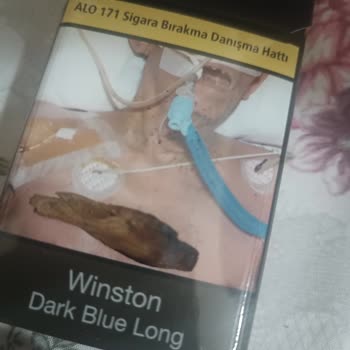 ALO 171 Sigara Bırakma Danışma Hattı
Winston
Dark Blue Long